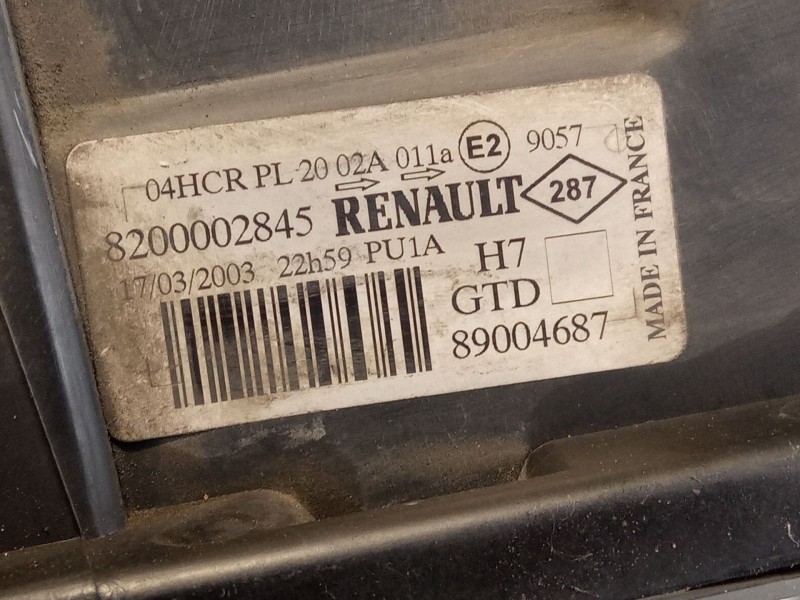 04HCR PL 20 02A 011a E2 9057
8200002845 RENAULT 287
17/03/2003 22h59 PU1A H7
GTD
89004687
MADE IN FRANCE